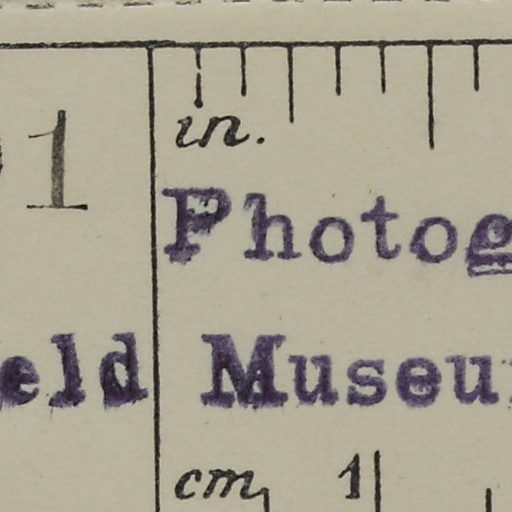 in.
1
Photog
eld Museu
cm 1